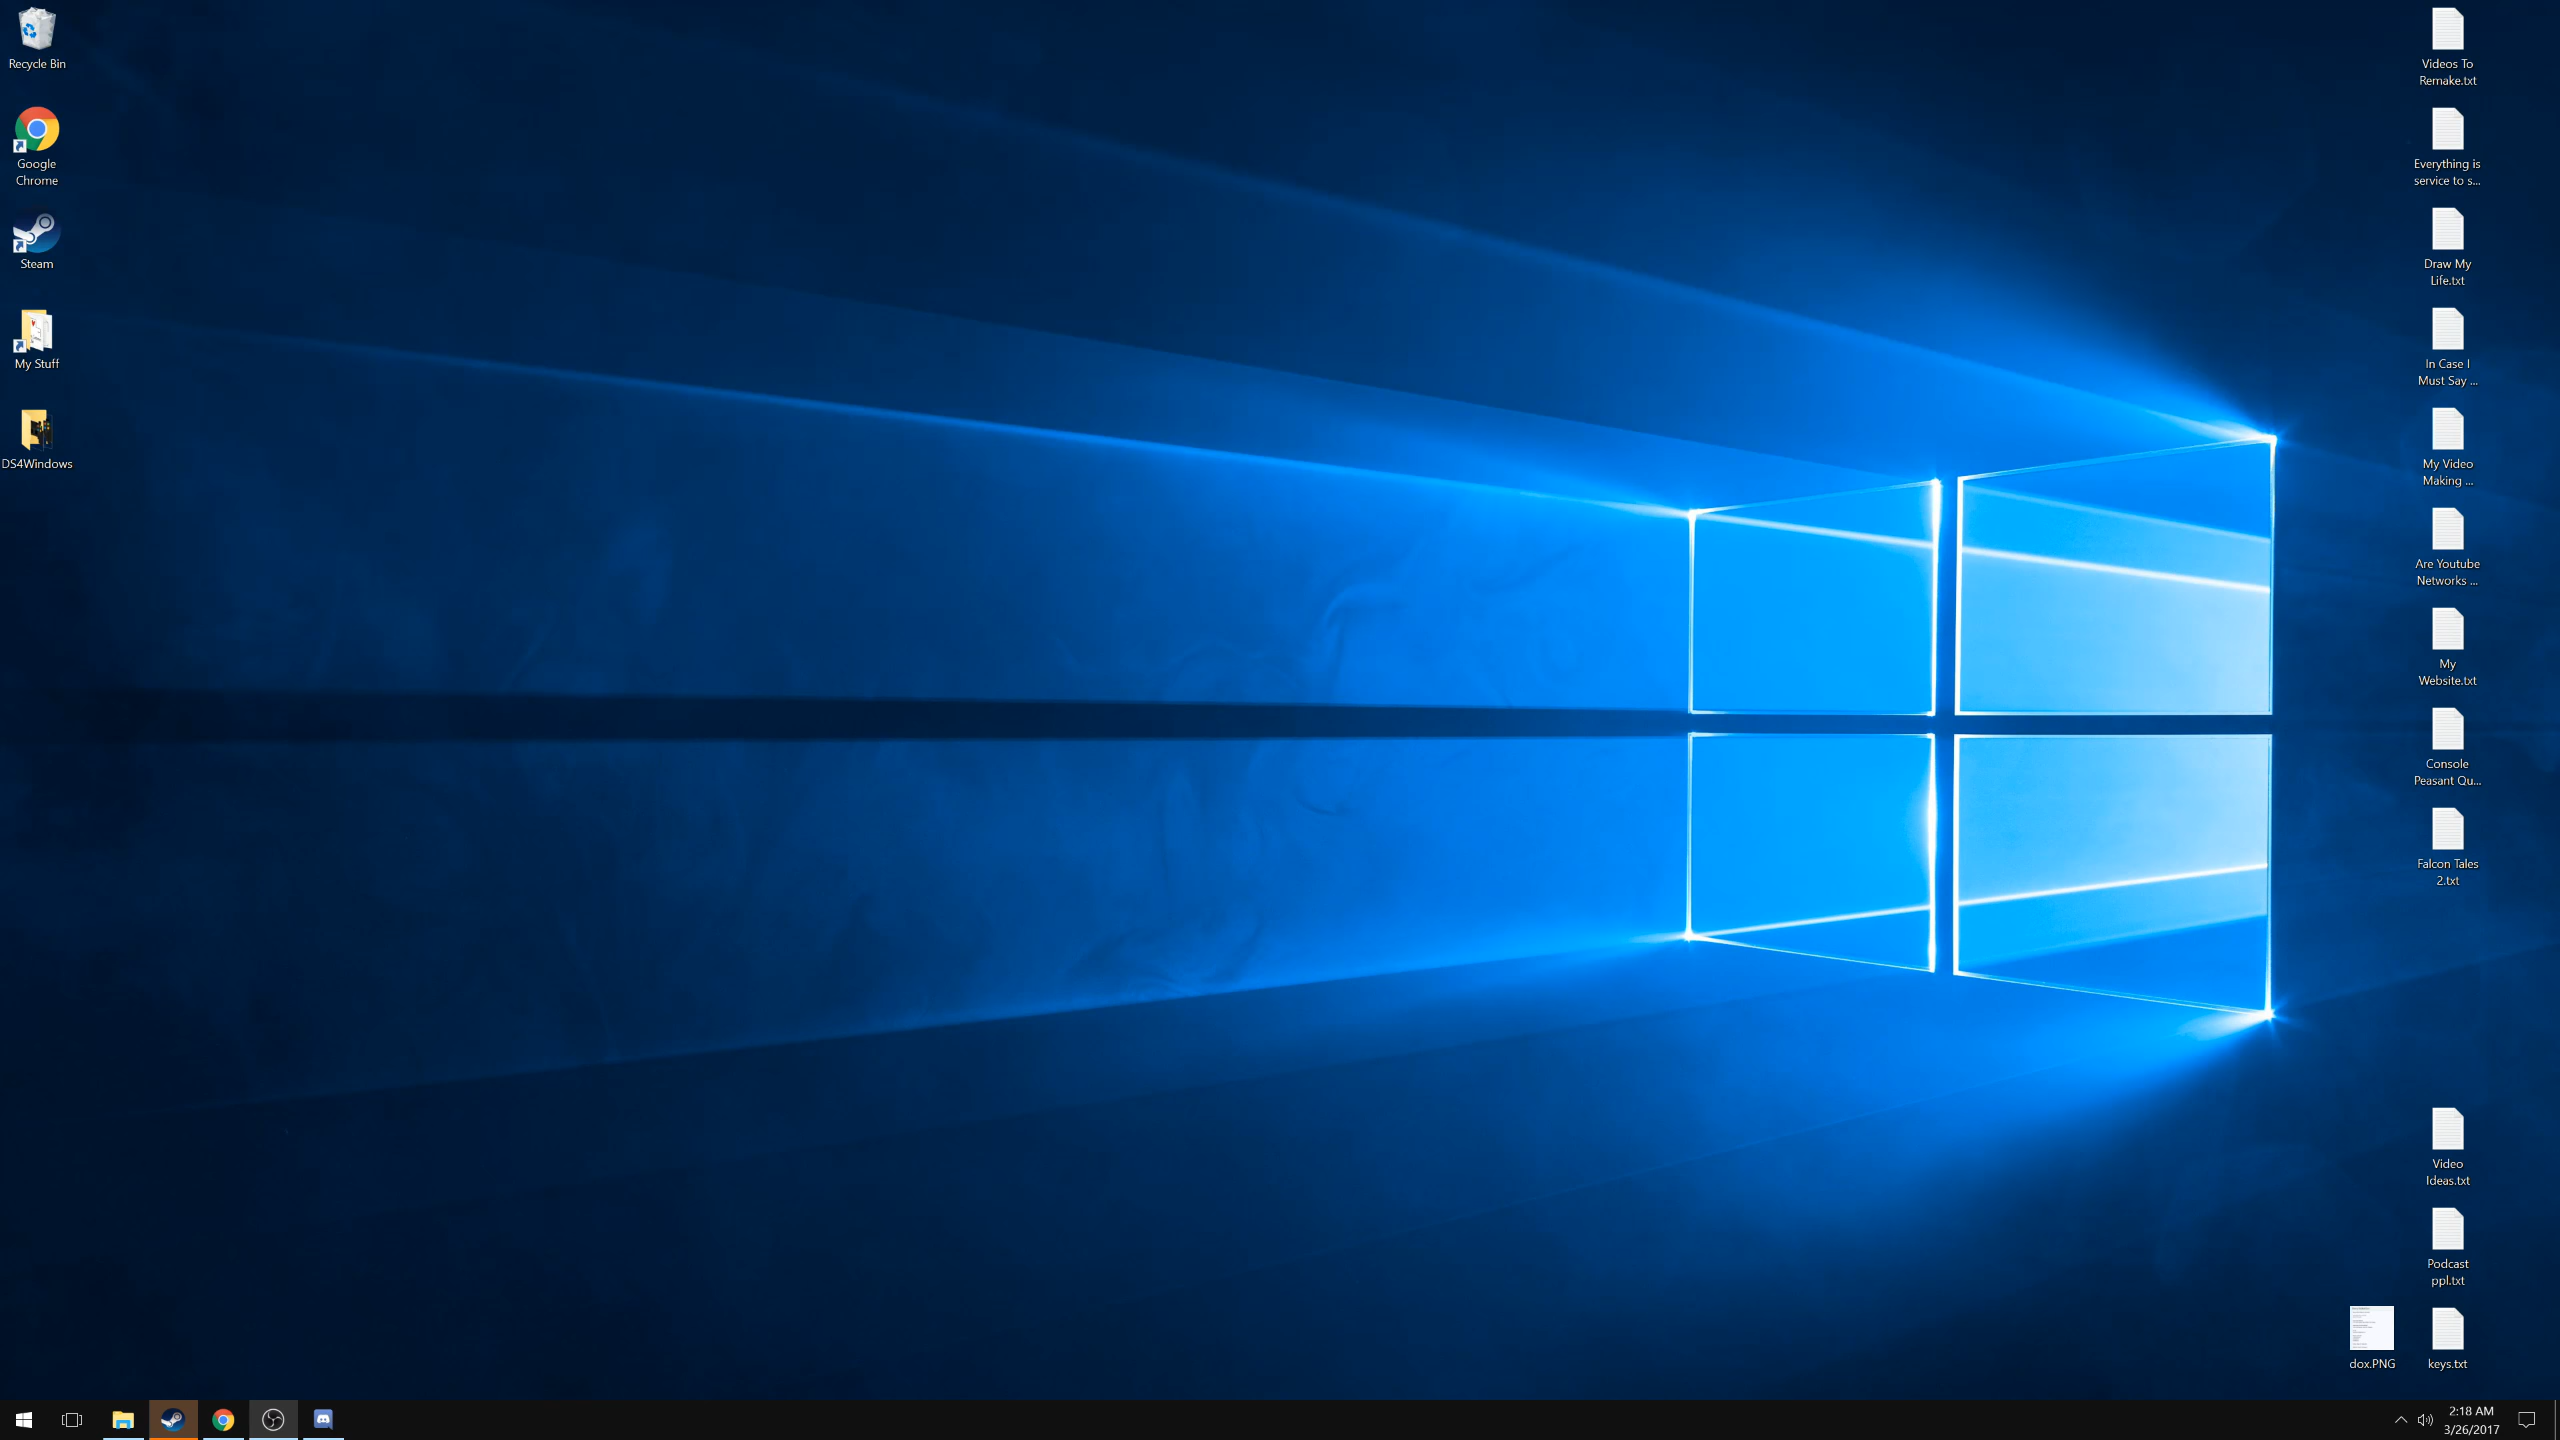 Recycle Bin
Google
Chrome
Steam
My Stuff
DS4Windows
Videos To
Remake.txt
Everything is
service to s...
Draw My
Life.txt
In Case I
Must Say ...
My Video
Making ...
Are Youtube
Networks ...
My
Website.txt
Console
Peasant Qu...
Falcon Tales
2.txt
Video
Ideas.txt
Podcast
ppl.txt
dox.PNG
keys.txt
2:18 AM
3/26/2017